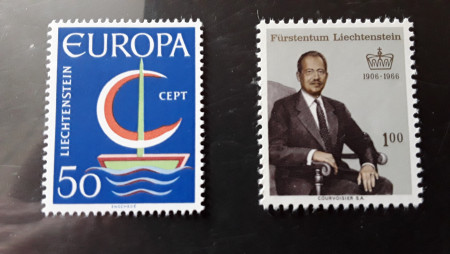 EUROPA
LIECHTENSTEIN
CEPT
50
Fürstentum Liechtenstein
1906-1966
1.00
COURVOISIER S.A.